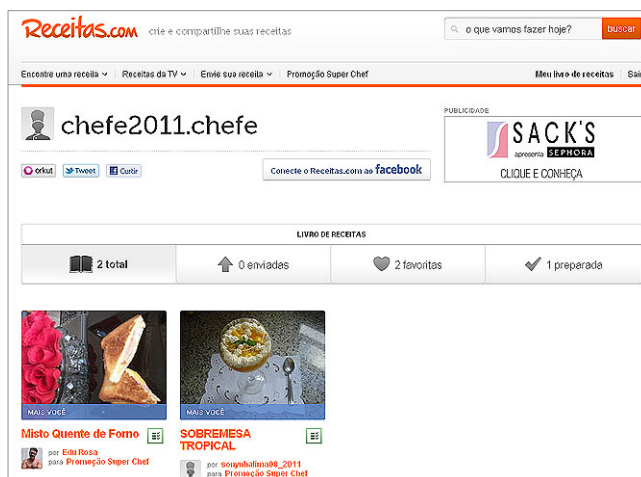 Receitas.com crie e compartilhe suas receitas
o que vamos fazer hoje? buscar
Encontre uma receita Receitas da TV Envie sua receita Promoção Super Chef Meu livro de receitas Sair
chefe2011.chefe
PUBLICIDADE
SACK'S
apresenta SEPHORA
CLIQUE E CONHEÇA
orkut Tweet Curtir Conecte o Receitas.com ao facebook
LIVRO DE RECEITAS
2 total 0 enviadas 2 favoritas 1 preparada
MAIS VOCÊ MAIS VOCÊ
Misto Quente de Forno
por Edu Rosa
para Promoção Super Chef
SOBREMESA
TROPICAL
por sonynhalima08_2011
para Promoção Super Chef